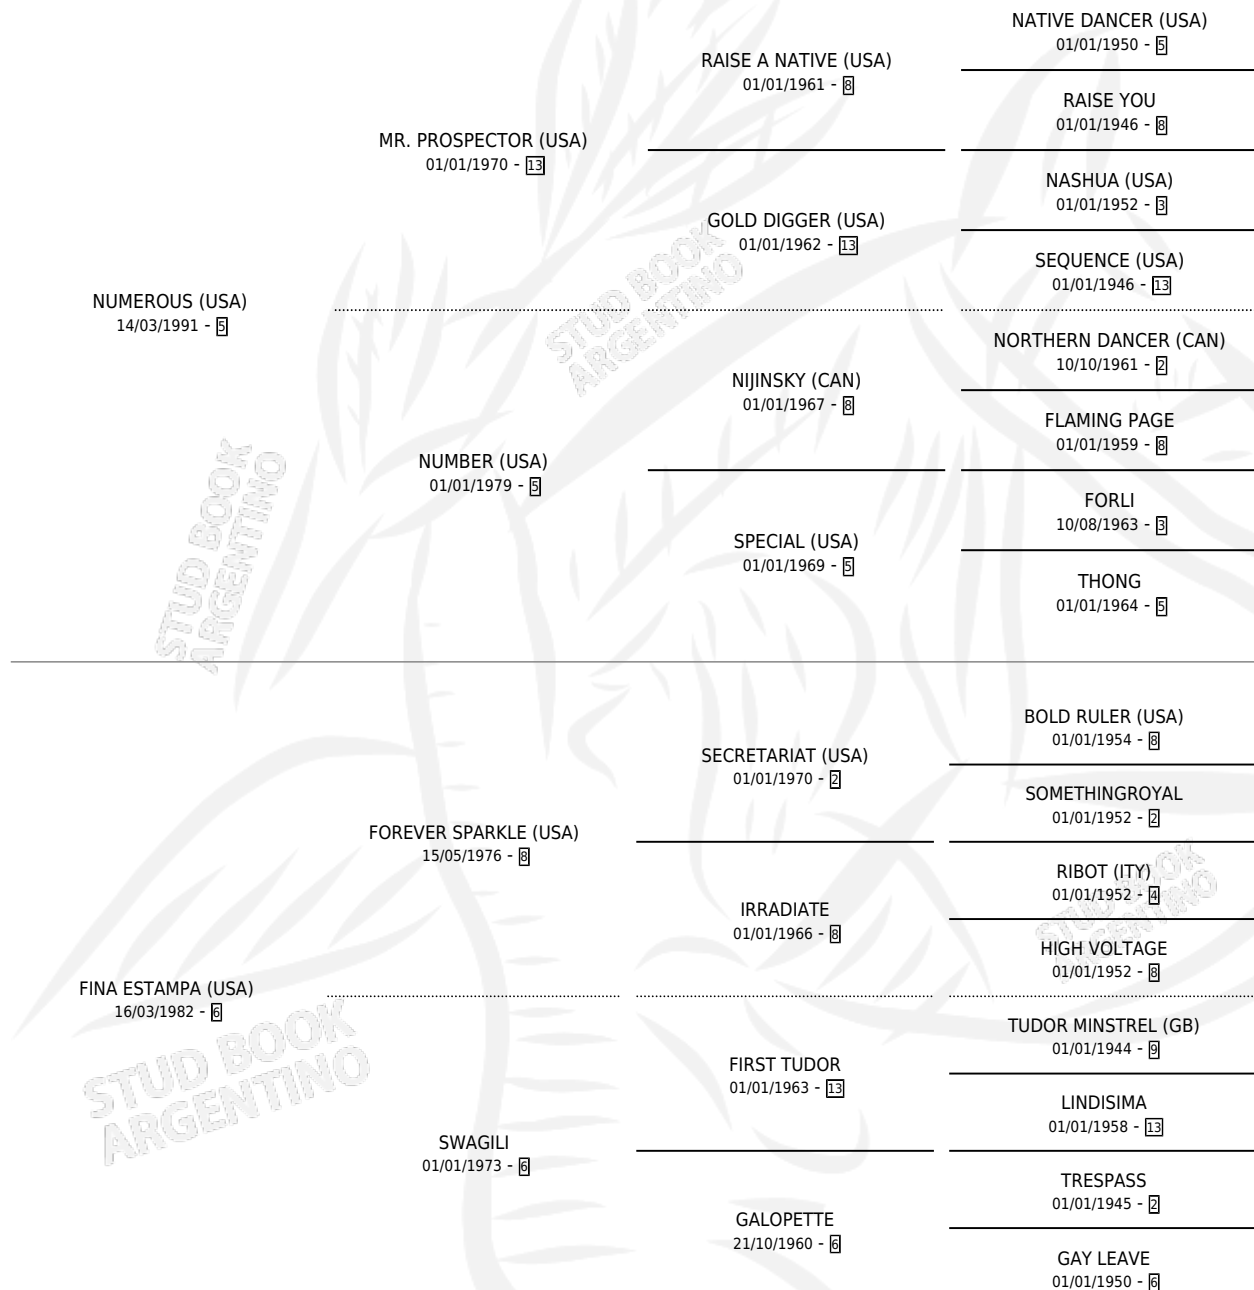 NUMEROUS (USA)
14/03/1991 - 5
MR. PROSPECTOR (USA)
01/01/1970 - 13
RAISE A NATIVE (USA)
01/01/1961 - 8
NATIVE DANCER (USA)
01/01/1950 - 5
RAISE YOU
01/01/1946 - 8
GOLD DIGGER (USA)
01/01/1962 - 13
NASHUA (USA)
01/01/1952 - 3
SEQUENCE (USA)
01/01/1946 - 13
NUMBER (USA)
01/01/1979 - 5
NIJINSKY (CAN)
01/01/1967 - 8
NORTHERN DANCER (CAN)
10/10/1961 - 2
FLAMING PAGE
01/01/1959 - 8
SPECIAL (USA)
01/01/1969 - 5
FORLI
10/08/1963 - 3
THONG
01/01/1964 - 5
FINA ESTAMPA (USA)
16/03/1982 - 6
FOREVER SPARKLE (USA)
15/05/1976 - 8
SECRETARIAT (USA)
01/01/1970 - 2
BOLD RULER (USA)
01/01/1954 - 8
SOMETHINGROYAL
01/01/1952 - 2
IRRADIATE
01/01/1966 - 8
RIBOT (ITY)
01/01/1952 - 4
HIGH VOLTAGE
01/01/1952 - 8
SWAGILI
01/01/1973 - 6
FIRST TUDOR
01/01/1963 - 13
TUDOR MINSTREL (GB)
01/01/1944 - 9
LINDISIMA
01/01/1958 - 13
GALOPETTE
21/10/1960 - 6
TRESPASS
01/01/1945 - 2
GAY LEAVE
01/01/1950 - 6
STUD BOOK
ARGENTINO
STUD BOOK
ARGENTINO
STUD BOOK
ARGENTINO
STUD BOOK
ARGENTINO